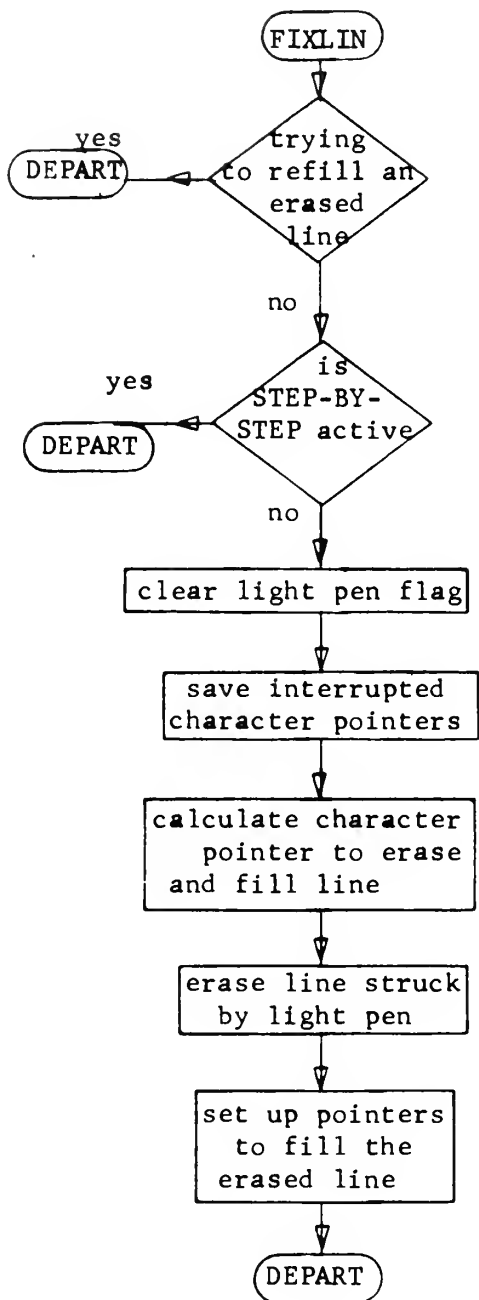 FIXLIN
trying
to refill an
erased
line
yes
DEPART
no
is
STEP-BY-
STEP active
yes
DEPART
no
clear light pen flag
save interrupted
character pointers
calculate character
pointer to erase
and fill line
erase line struck
by light pen
set up pointers
to fill the
erased line
DEPART